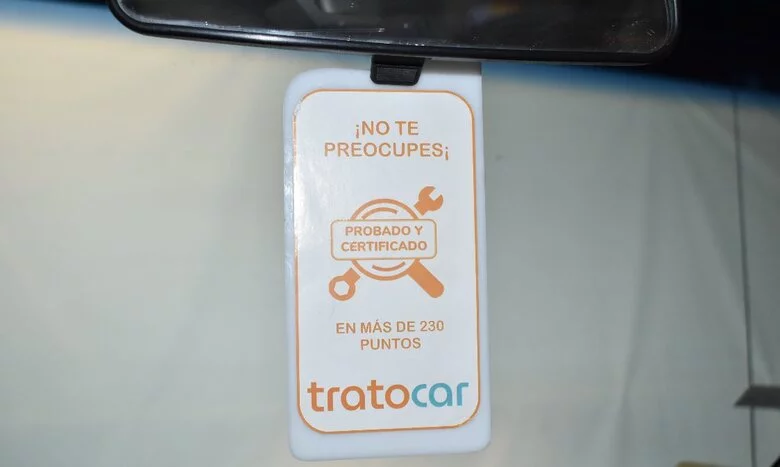 ¡NO TE
PREOCUPES¡
PROBADO Y
CERTIFICADO
EN MÁS DE 230
PUNTOS
tratocar